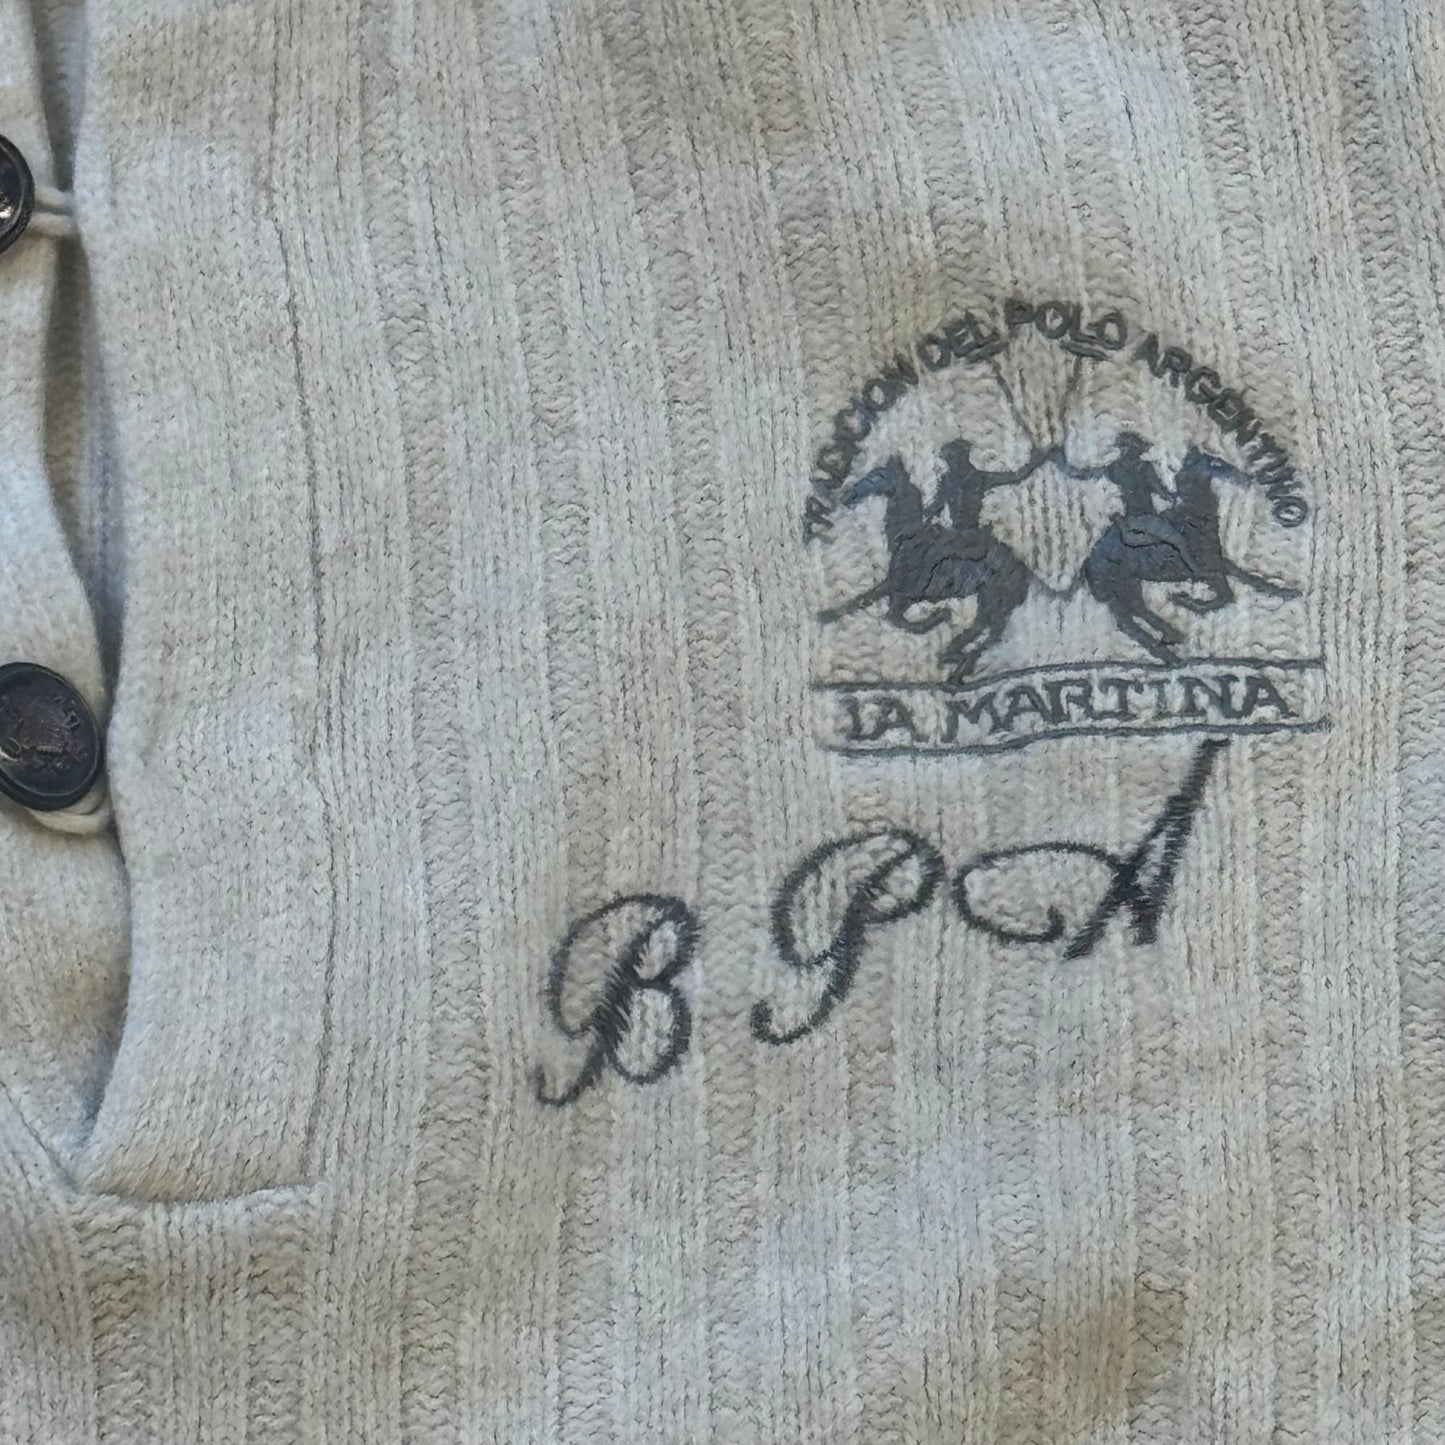 TRADICION DEL POLO ARGENTINO®
LA MARTINA
BPA